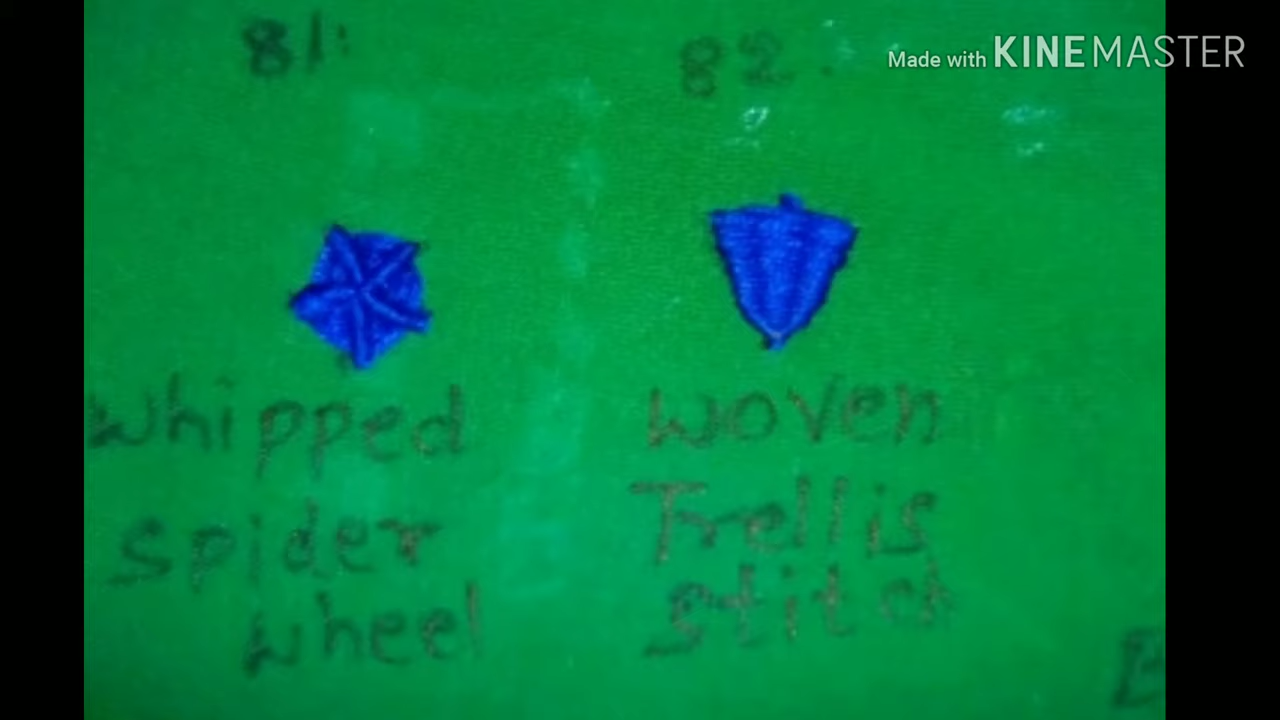 81:
82.
Made with KINEMASTER
whipped
spider
wheel
woven
Trellis
stitch